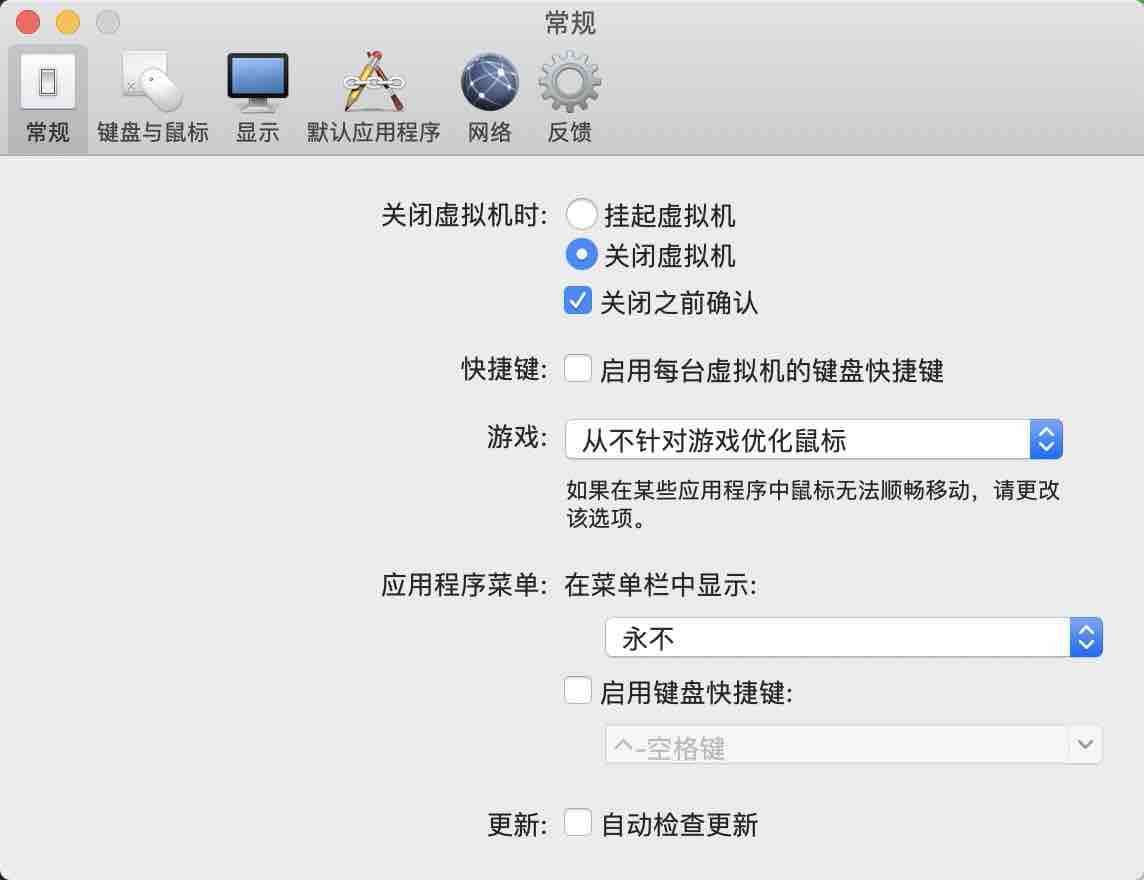 常规
常规
键盘与鼠标
显示
默认应用程序
网络
反馈
关闭虚拟机时:
挂起虚拟机
关闭虚拟机
关闭之前确认
快捷键:
启用每台虚拟机的键盘快捷键
游戏:
从不针对游戏优化鼠标
如果在某些应用程序中鼠标无法顺畅移动，请更改
该选项。
应用程序菜单:
在菜单栏中显示:
永不
启用键盘快捷键:
^-空格键
更新:
自动检查更新